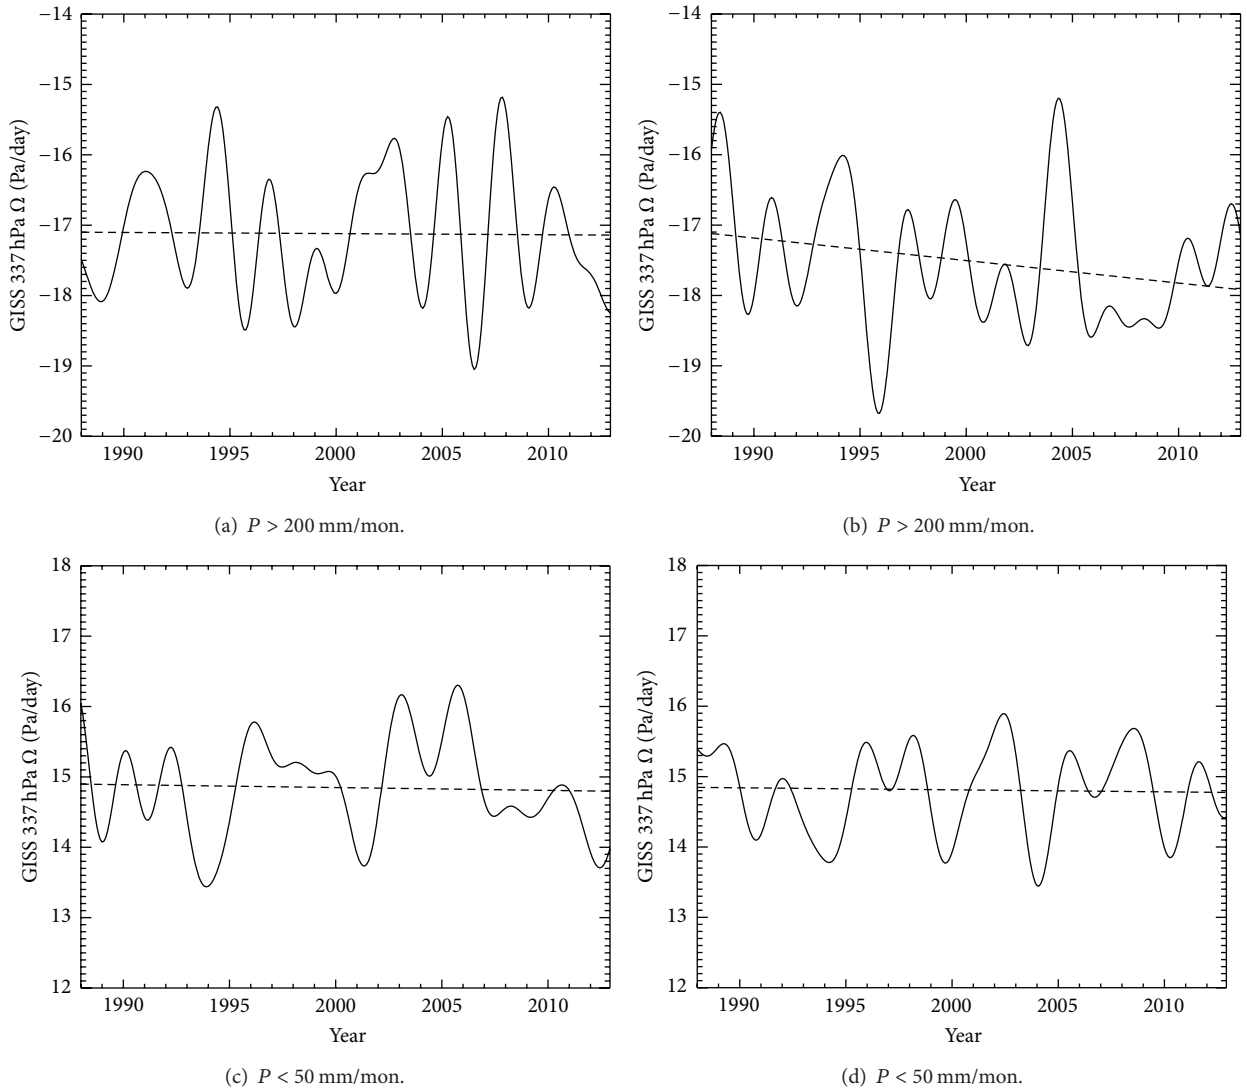 −14
−15
−16
−17
−18
−19
−20
GISS 337 hPa Ω (Pa/day)
1990 1995 2000 2005 2010
Year
(a) P > 200 mm/mon.
−14
−15
−16
−17
−18
−19
−20
GISS 337 hPa Ω (Pa/day)
1990 1995 2000 2005 2010
Year
(b) P > 200 mm/mon.
18
17
16
15
14
13
12
GISS 337 hPa Ω (Pa/day)
1990 1995 2000 2005 2010
Year
(c) P < 50 mm/mon.
18
17
16
15
14
13
12
GISS 337 hPa Ω (Pa/day)
1990 1995 2000 2005 2010
Year
(d) P < 50 mm/mon.